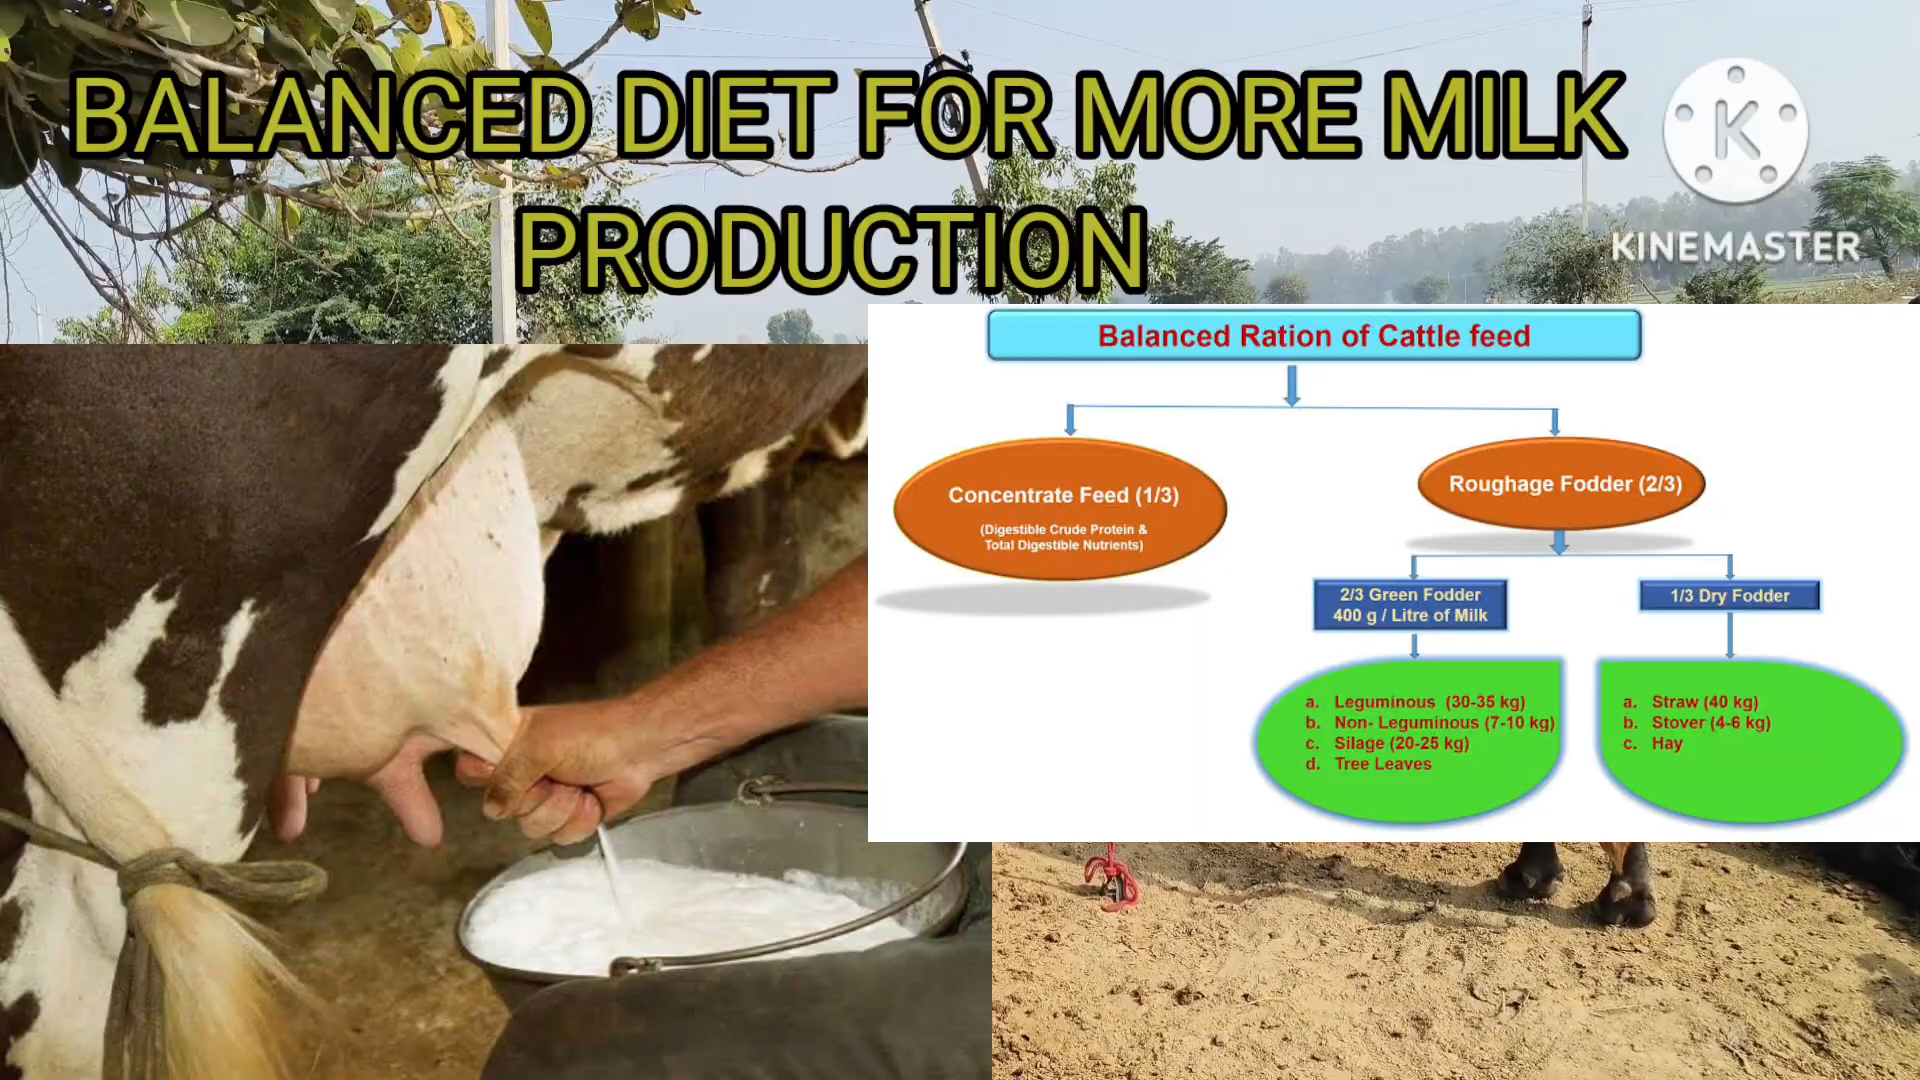 BALANCED DIET FOR MORE MILK
PRODUCTION
K
KINEMASTER
Balanced Ration of Cattle feed
Concentrate Feed (1/3)
(Digestible Crude Protein &
Total Digestible Nutrients)
Roughage Fodder (2/3)
2/3 Green Fodder
400 g / Litre of Milk
1/3 Dry Fodder
a. Leguminous (30-35 kg)
b. Non- Leguminous (7-10 kg)
c. Silage (20-25 kg)
d. Tree Leaves
a. Straw (40 kg)
b. Stover (4-6 kg)
c. Hay